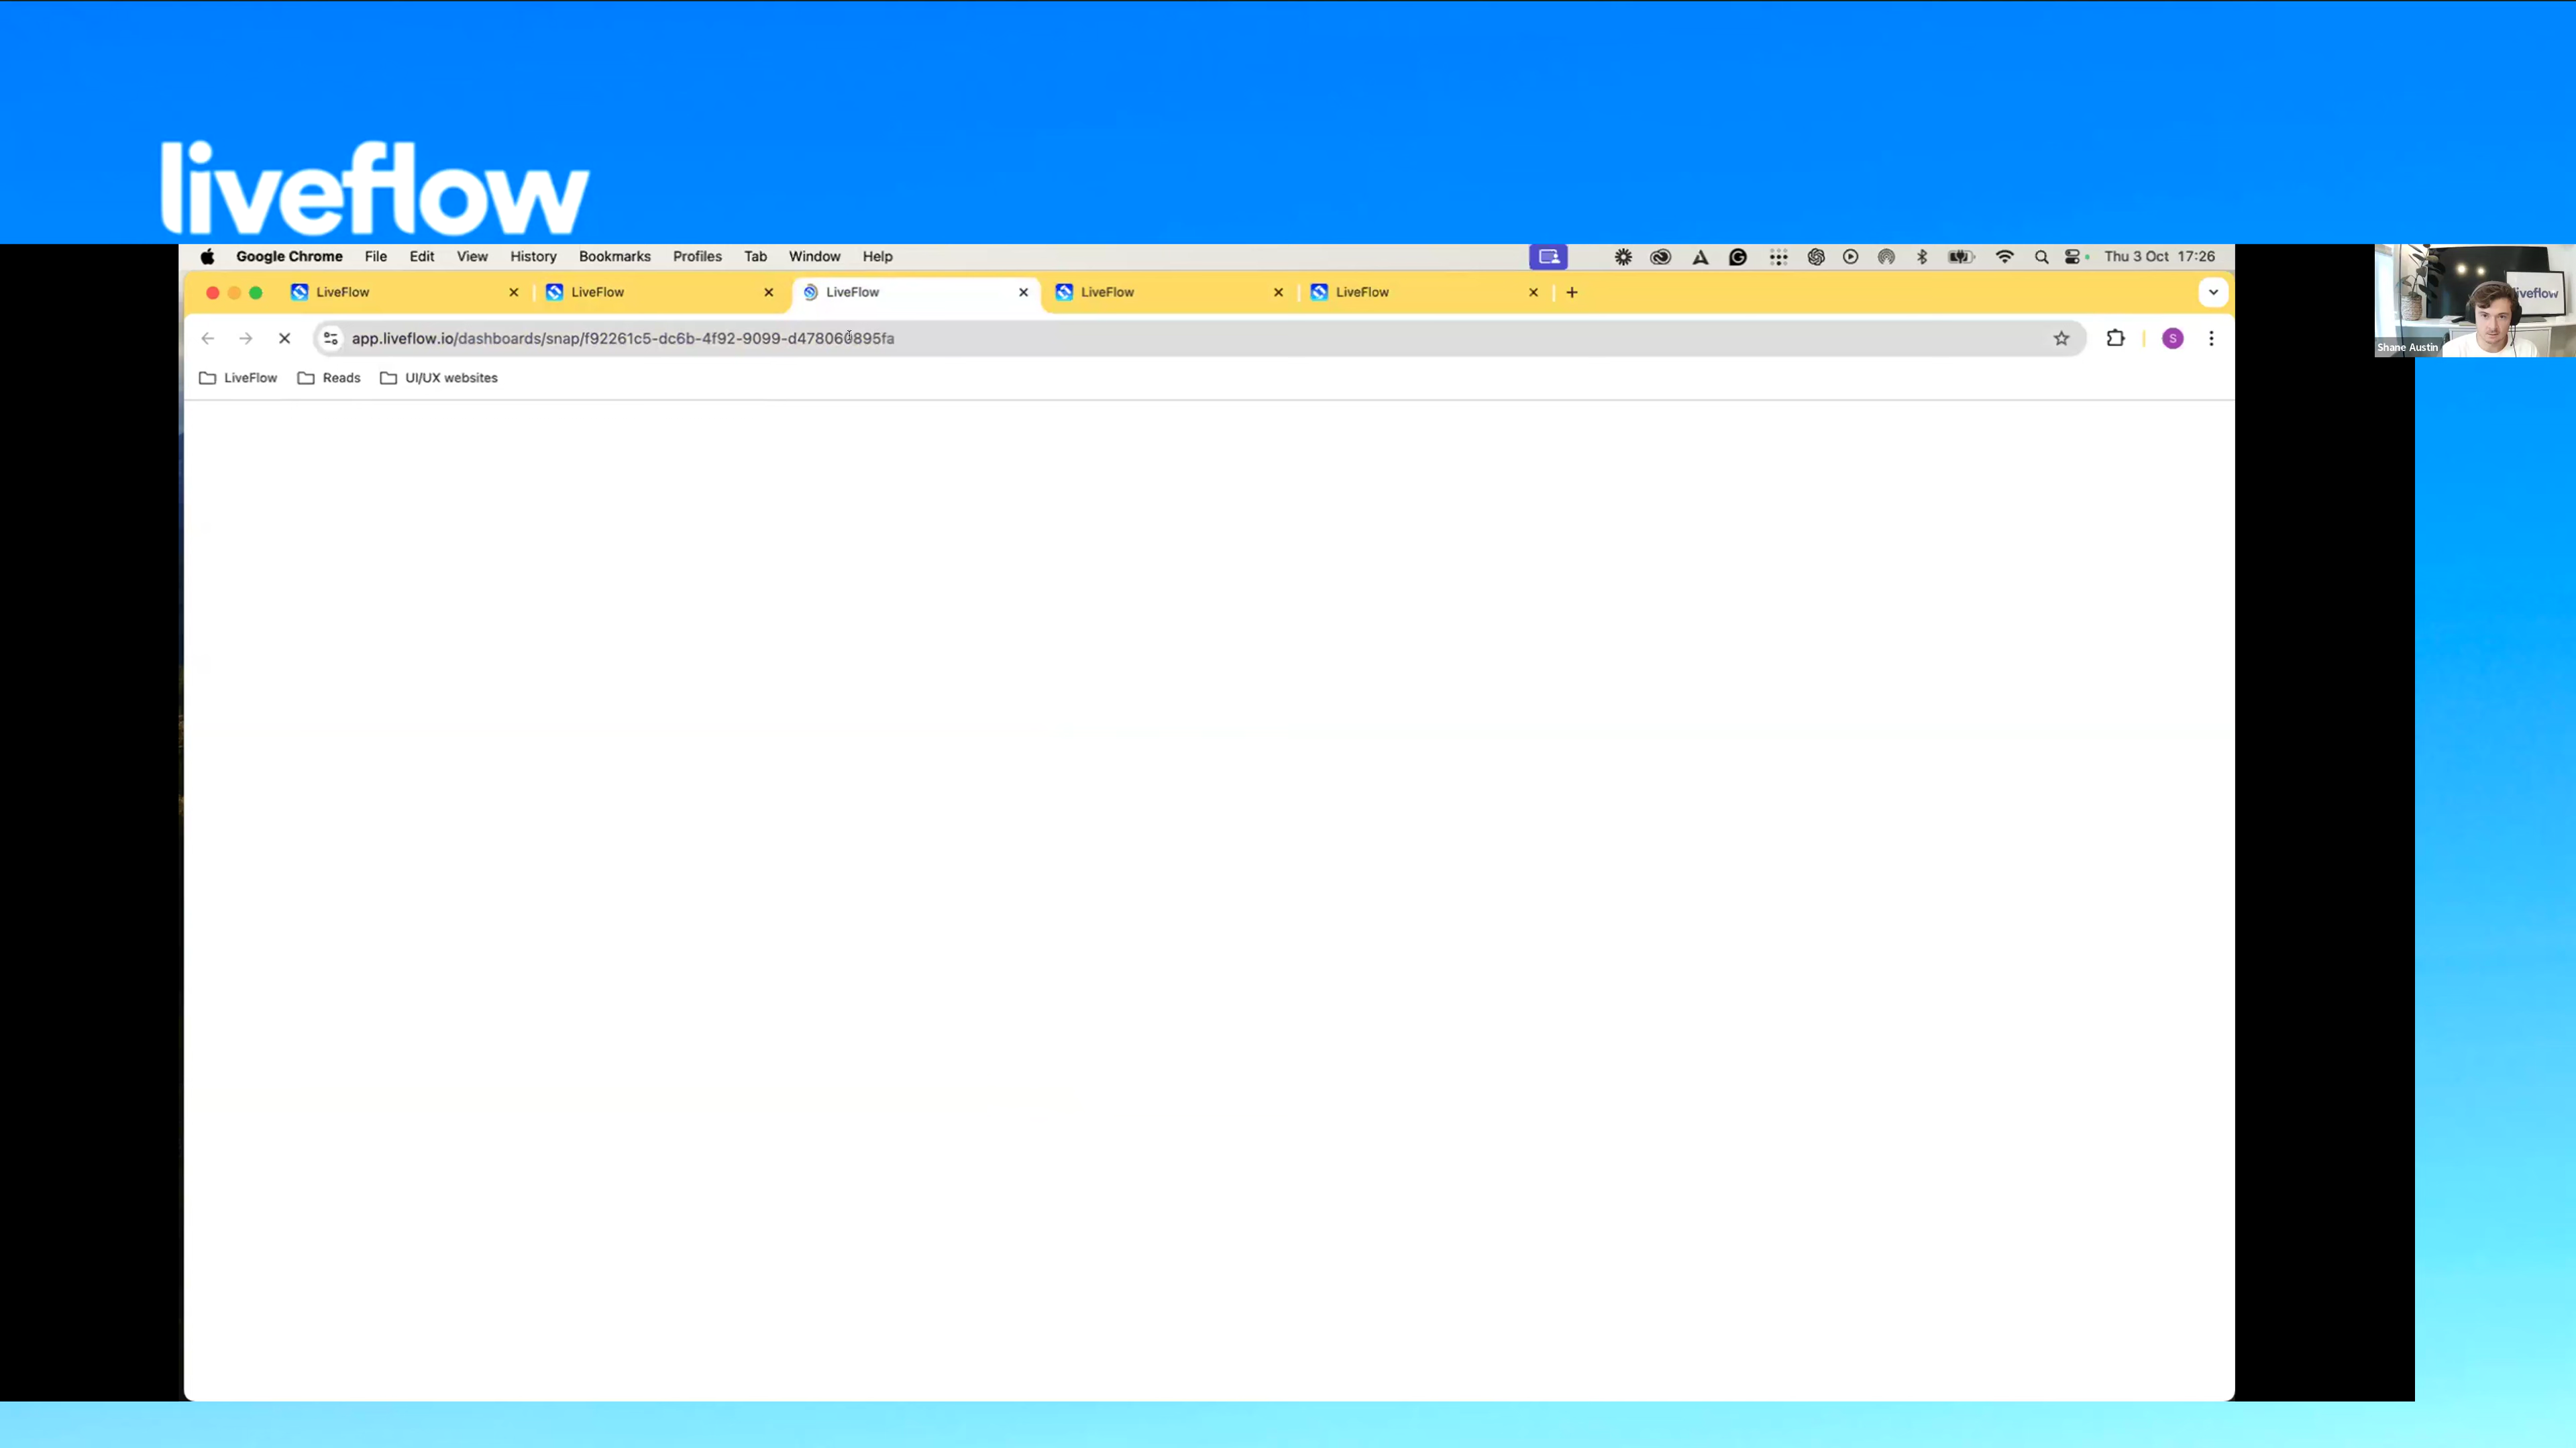 liveflow
Google Chrome File Edit View History Bookmarks Profiles Tab Window Help Thu 3 Oct 17:26
LiveFlow LiveFlow LiveFlow LiveFlow LiveFlow
app.liveflow.io/dashboards/snap/f92261c5-dc6b-4f92-9099-d478060895fa S
LiveFlow Reads UI/UX websites
liveflow
Shane Austin